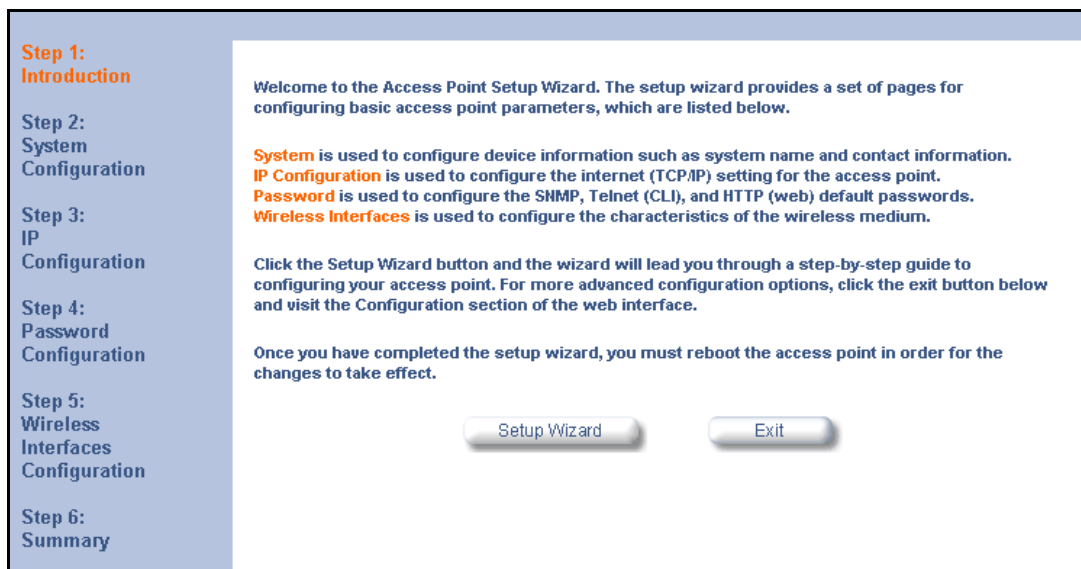 Step 1:
Introduction
Step 2:
System
Configuration
Step 3:
IP
Configuration
Step 4:
Password
Configuration
Step 5:
Wireless
Interfaces
Configuration
Step 6:
Summary
Welcome to the Access Point Setup Wizard. The setup wizard provides a set of pages for
configuring basic access point parameters, which are listed below.
System is used to configure device information such as system name and contact information.
IP Configuration is used to configure the internet (TCP/IP) setting for the access point.
Password is used to configure the SNMP, Telnet (CLI), and HTTP (web) default passwords.
Wireless Interfaces is used to configure the characteristics of the wireless medium.
Click the Setup Wizard button and the wizard will lead you through a step-by-step guide to
configuring your access point. For more advanced configuration options, click the exit button below
and visit the Configuration section of the web interface.
Once you have completed the setup wizard, you must reboot the access point in order for the
changes to take effect.
Setup Wizard
Exit